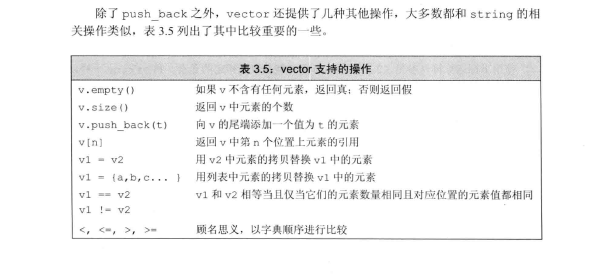 除了 push_back 之外，vector 还提供了几种其他操作，大多数都和 string 的相
关操作类似，表 3.5 列出了其中比较重要的一些。
表 3.5：vector 支持的操作
v.empty() 如果 v 不含有任何元素，返回真；否则返回假
v.size() 返回 v 中元素的个数
v.push_back(t) 向 v 的尾端添加一个值为 t 的元素
v[n] 返回 v 中第 n 个位置上元素的引用
v1 = v2 用 v2 中元素的拷贝替换 v1 中的元素
v1 = {a,b,c... } 用列表中元素的拷贝替换 v1 中的元素
v1 == v2 v1 和 v2 相等当且仅当它们的元素数量相同且对应位置的元素值都相同
v1 != v2
<, <=, >, >= 顾名思义，以字典顺序进行比较